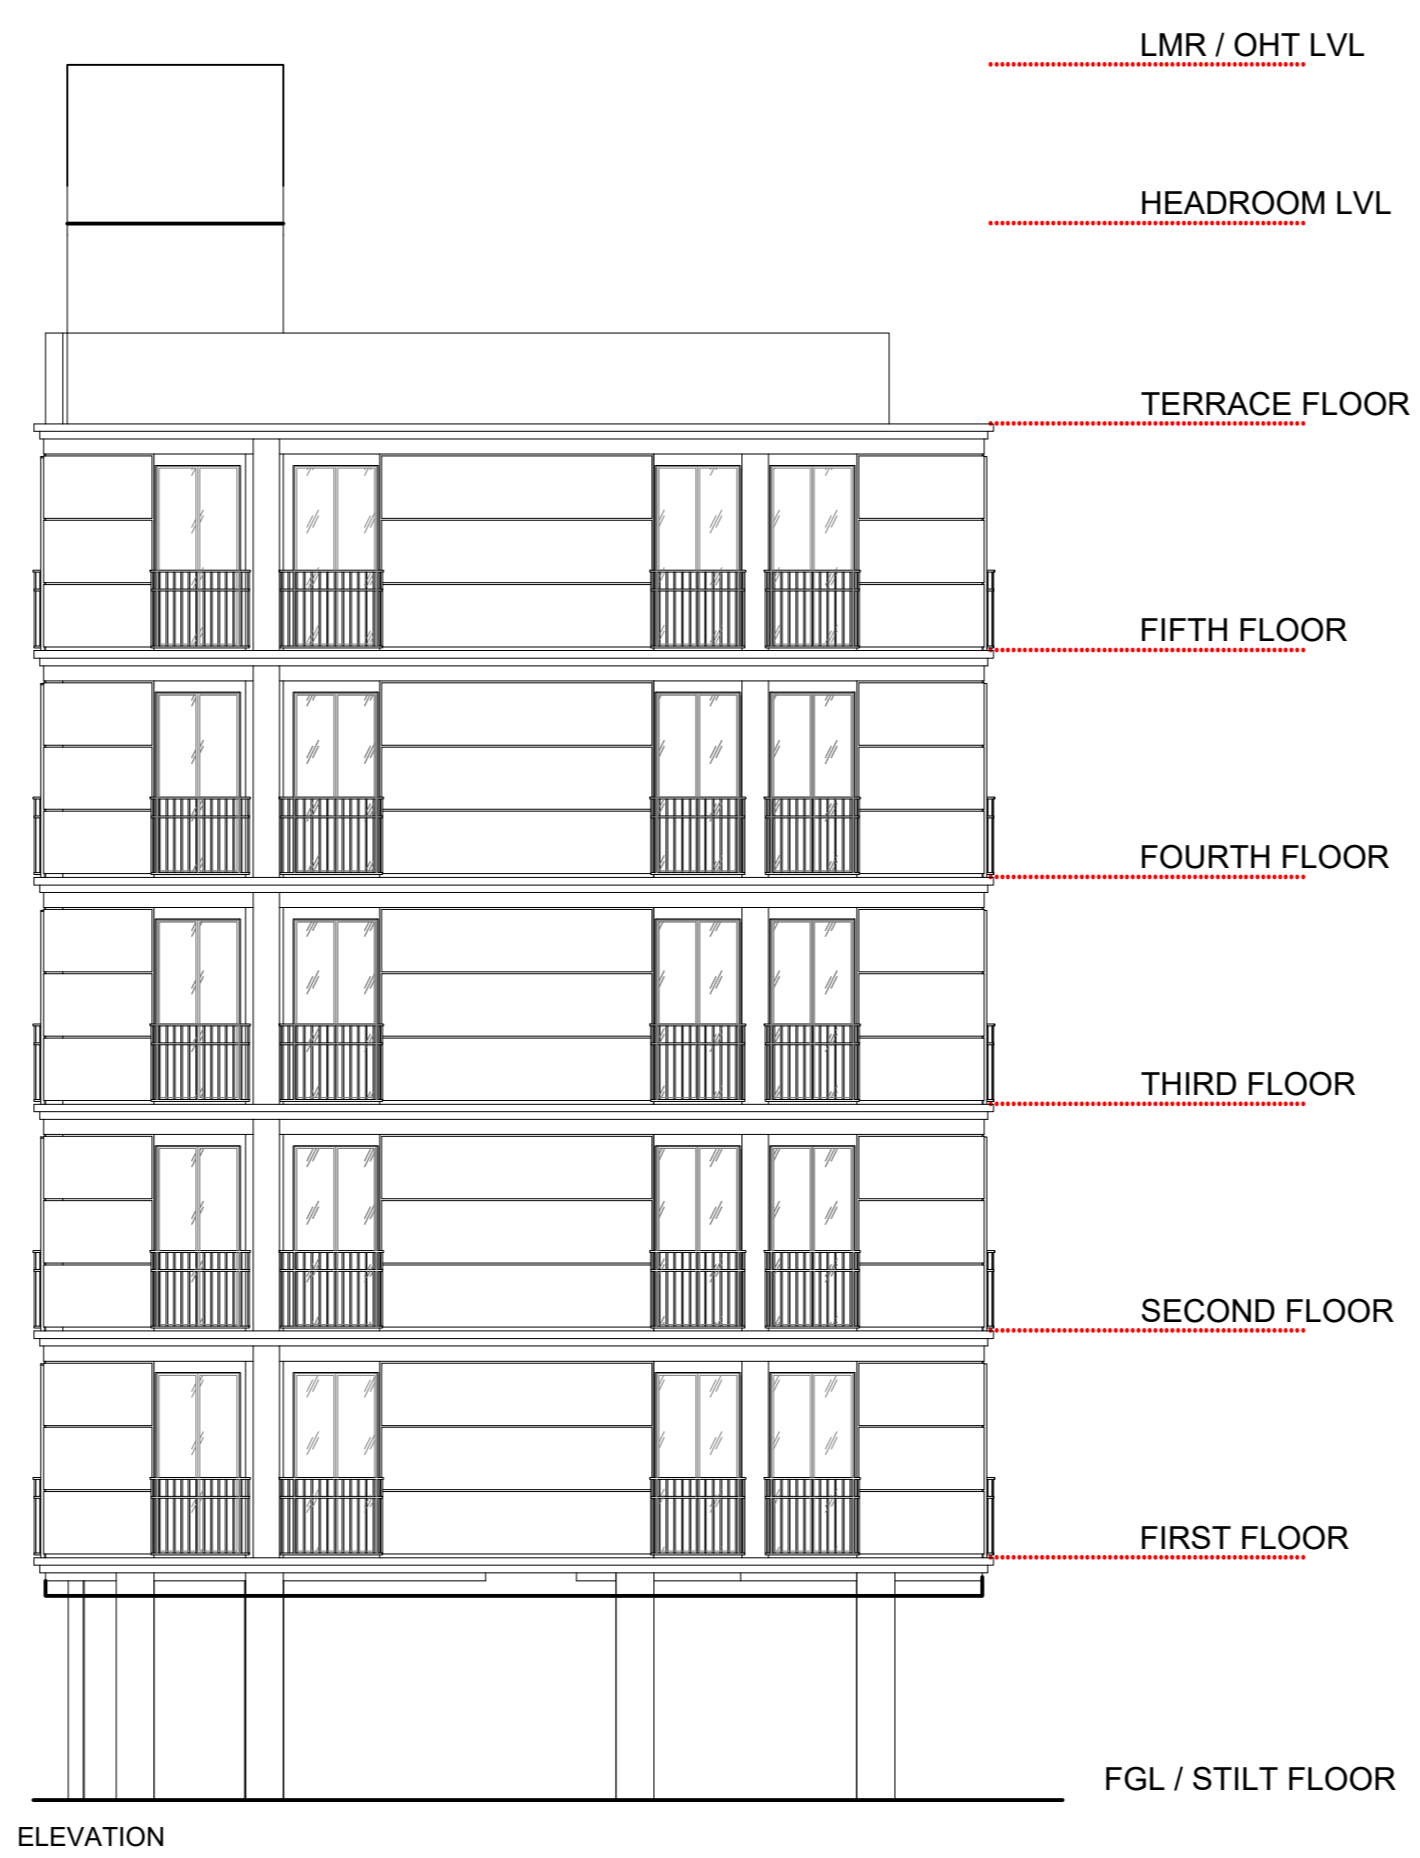 LMR / OHT LVL
HEADROOM LVL
TERRACE FLOOR
FIFTH FLOOR
FOURTH FLOOR
THIRD FLOOR
SECOND FLOOR
FIRST FLOOR
FGL / STILT FLOOR
ELEVATION